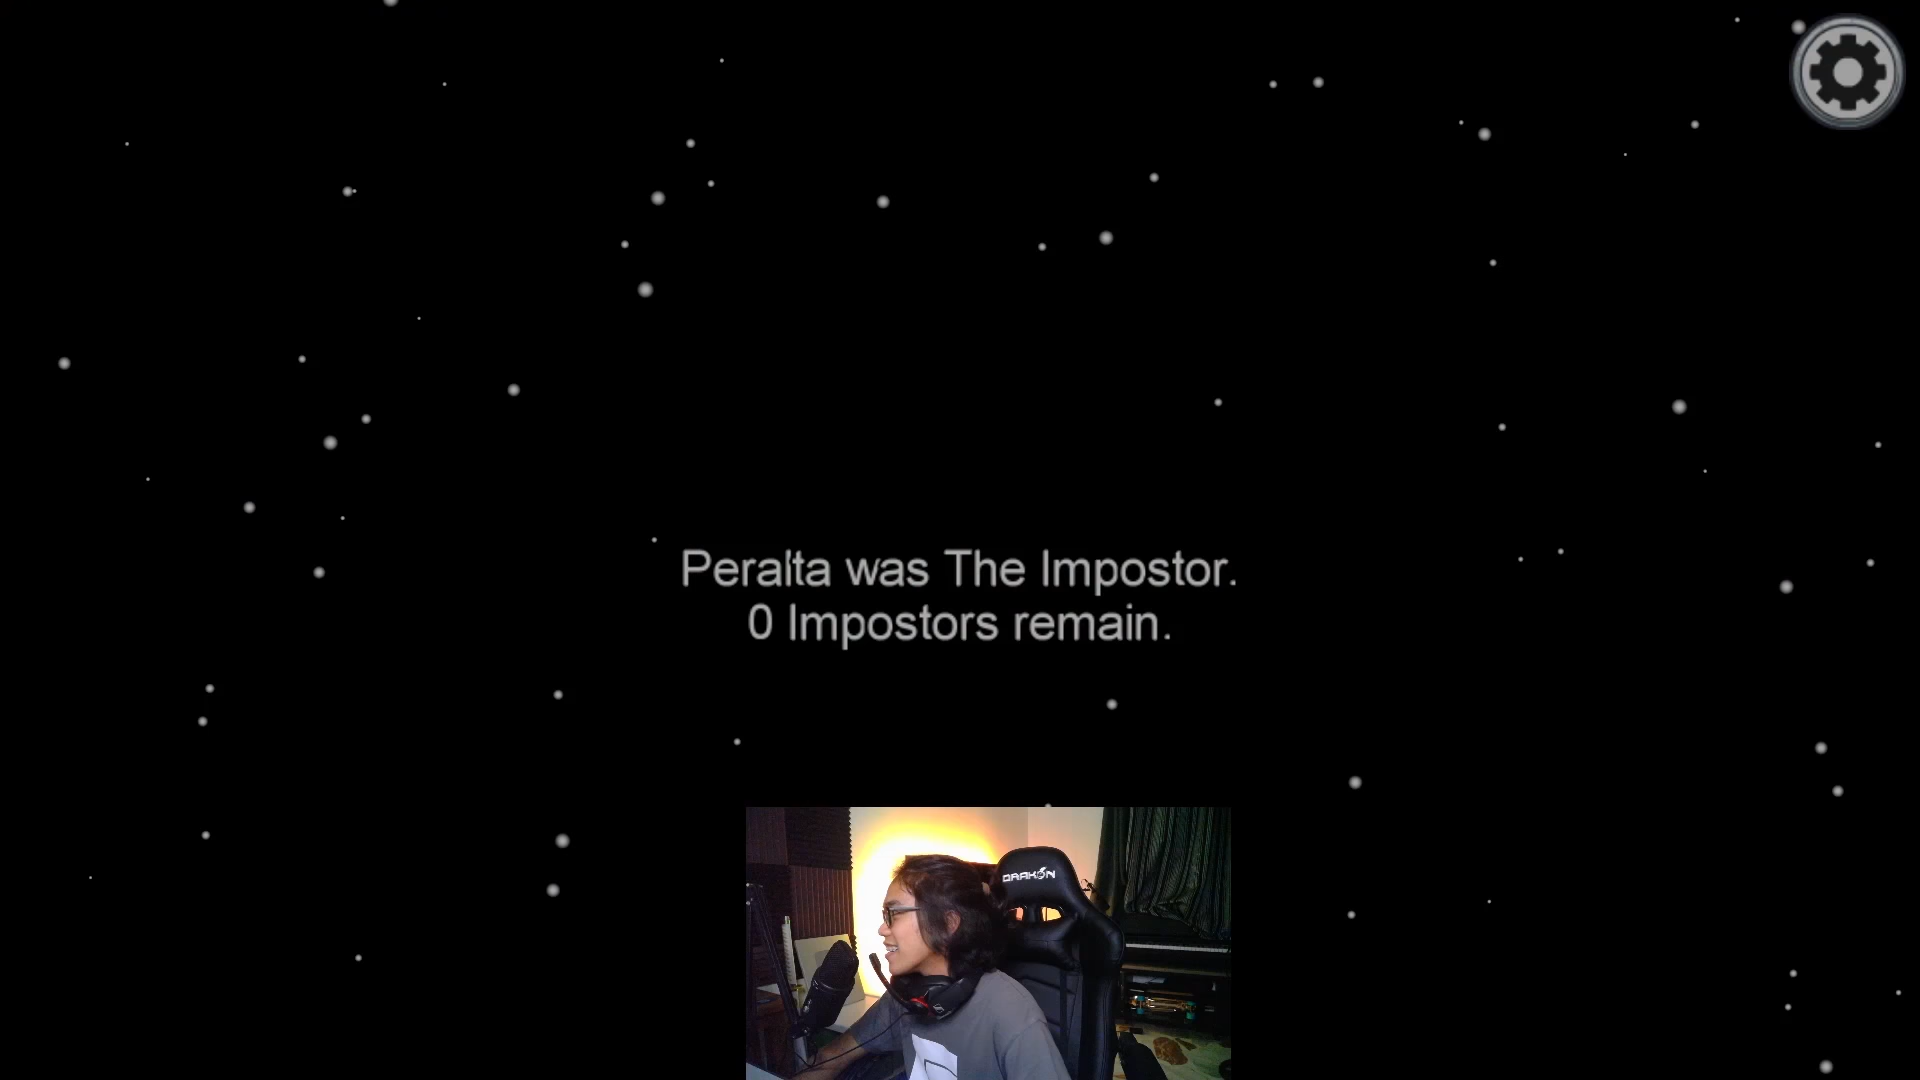 Peralta was The Impostor.
0 Impostors remain.
DRAKON